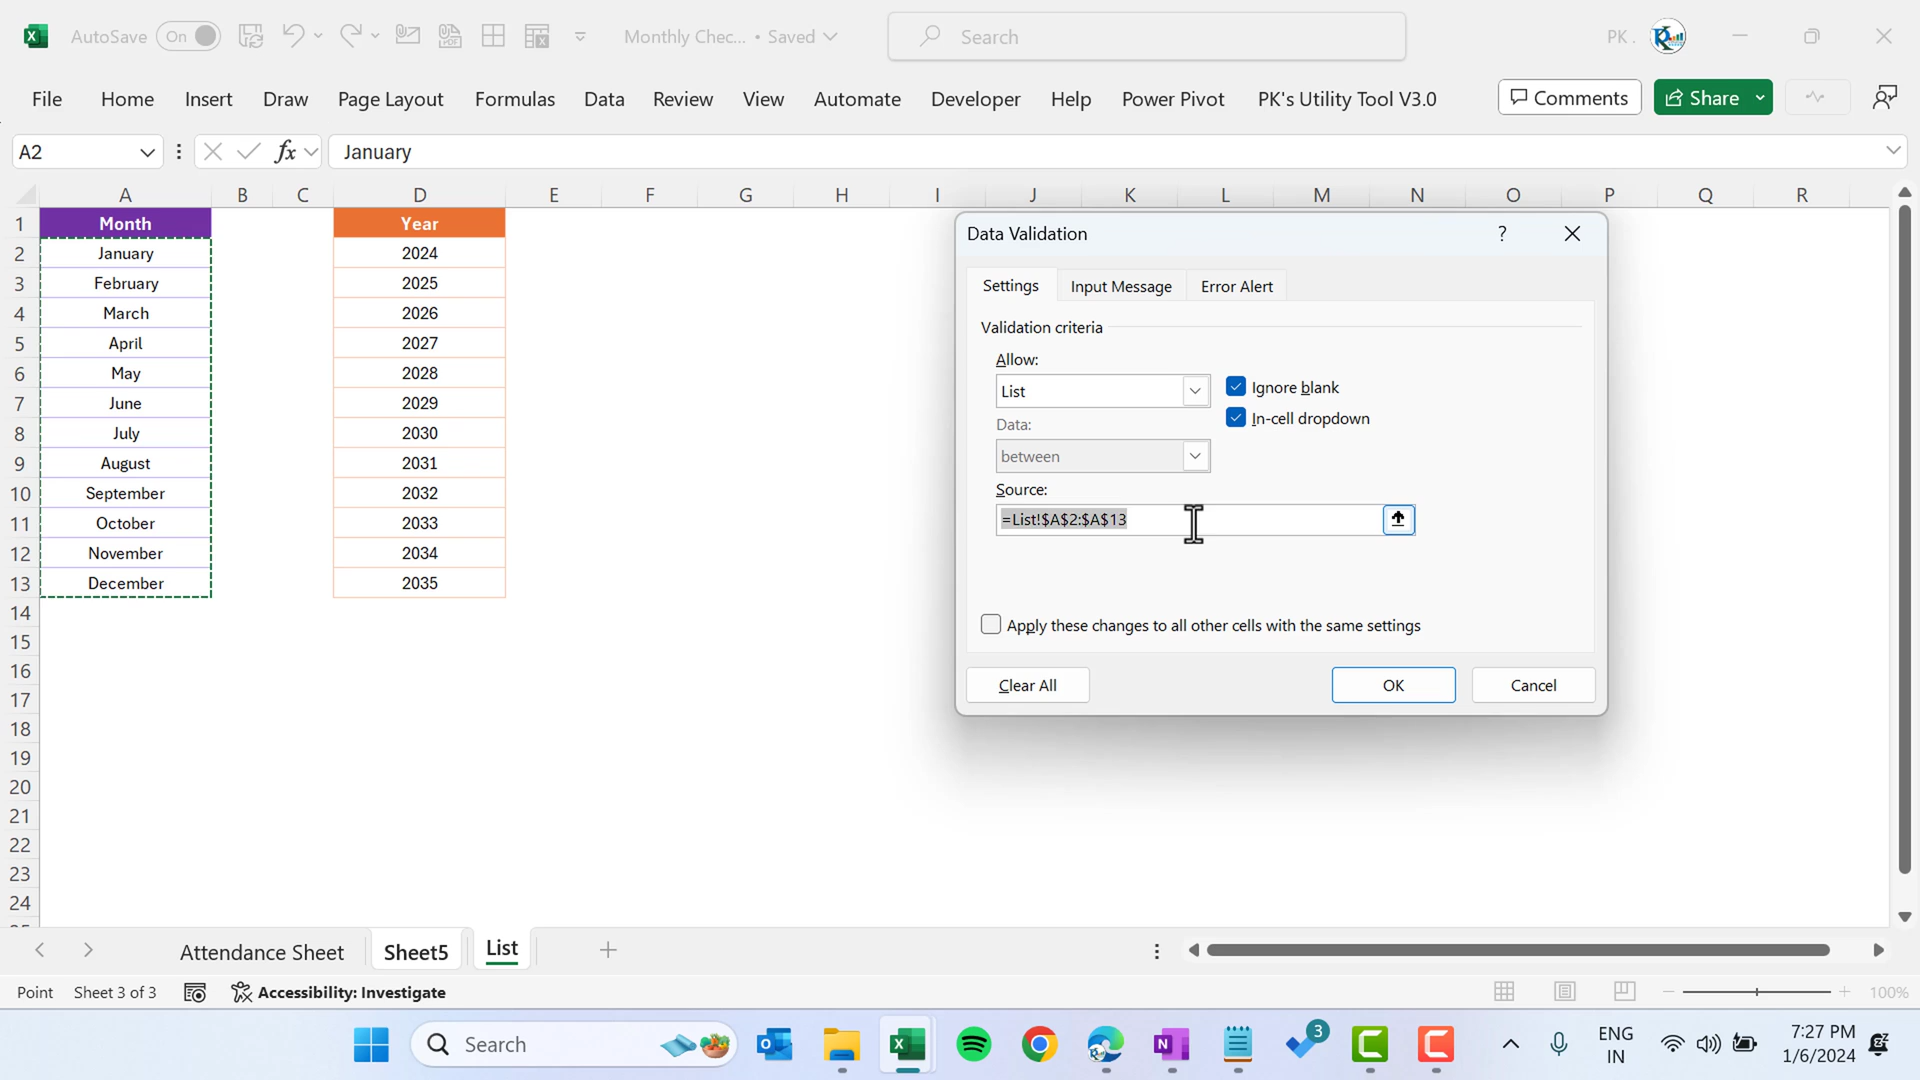 AutoSave On Monthly Chec... • Saved Search PK .
File Home Insert Draw Page Layout Formulas Data Review View Automate Developer Help Power Pivot PK's Utility Tool V3.0 Comments Share
A2 fx January
A B C D E F G H I J K L M N O P Q R
1 Month Year
2 January 2024
3 February 2025
4 March 2026
5 April 2027
6 May 2028
7 June 2029
8 July 2030
9 August 2031
10 September 2032
11 October 2033
12 November 2034
13 December 2035
14
15
16
17
18
19
20
21
22
23
24
Data Validation ?
Settings Input Message Error Alert
Validation criteria
Allow:
List Ignore blank
Data: In-cell dropdown
between
Source:
=List!$A$2:$A$13
Apply these changes to all other cells with the same settings
Clear All OK Cancel
Attendance Sheet Sheet5 List
Point Sheet 3 of 3 Accessibility: Investigate 100%
Search 3 ENG 7:27 PM
IN 1/6/2024